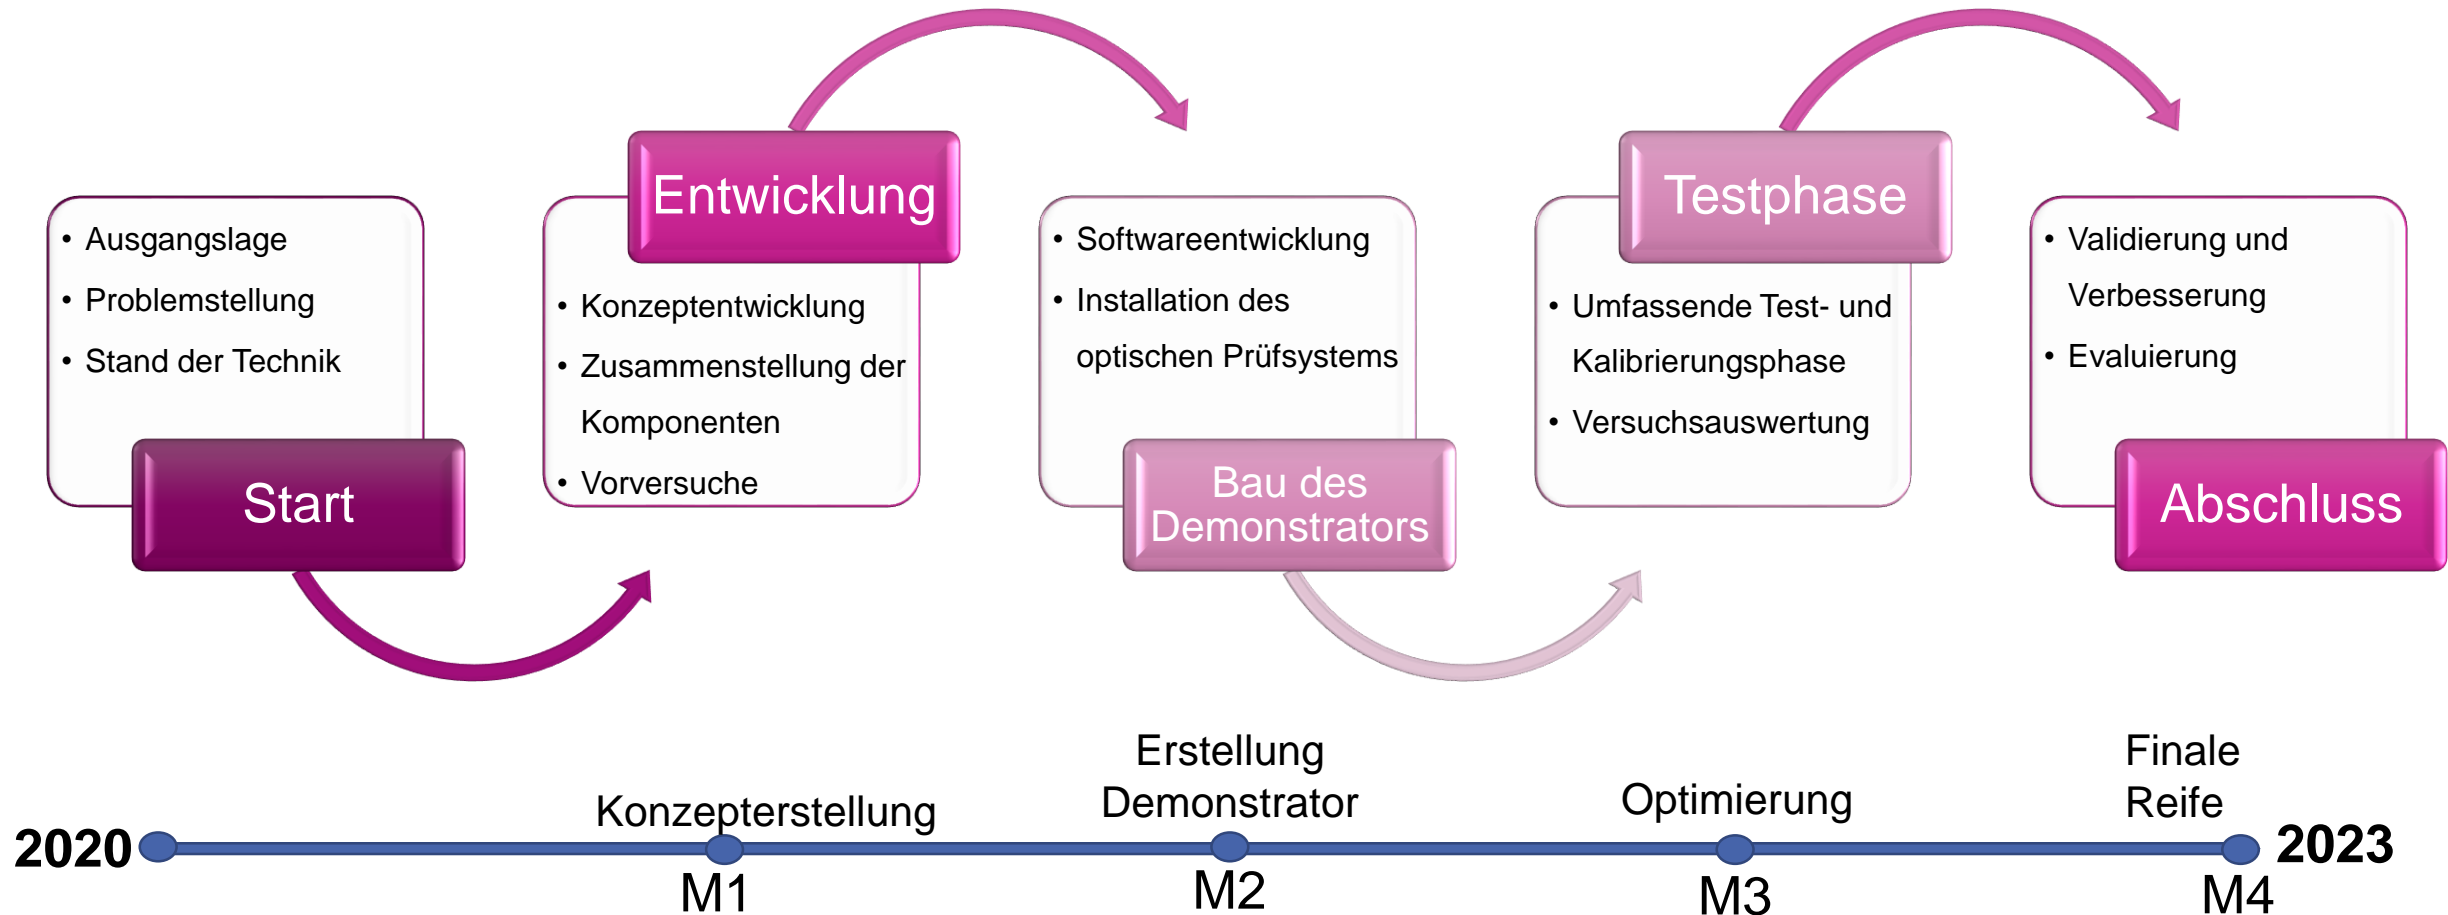 Ausgangslage
Problemstellung
Stand der Technik
Start
Entwicklung
Konzeptentwicklung
Zusammenstellung der
Komponenten
Vorversuche
Softwareentwicklung
Installation des
optischen Prüfsystems
Bau des
Demonstrators
Testphase
Umfassende Test- und
Kalibrierungsphase
Versuchsauswertung
Validierung und
Verbesserung
Evaluierung
Abschluss
2020
Konzepterstellung
M1
Erstellung
Demonstrator
M2
Optimierung
M3
Finale
Reife
M4
2023